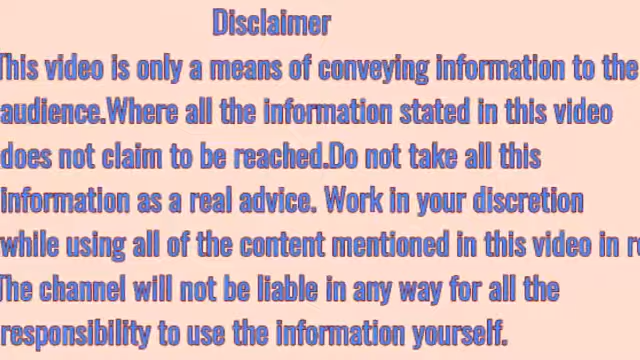 Disclaimer
This video is only a means of conveying information to the
audience.Where all the information stated in this video
does not claim to be reached.Do not take all this
information as a real advice. Work in your discretion
while using all of the content mentioned in this video in
The channel will not be liable in any way for all the
responsibility to use the information yourself.